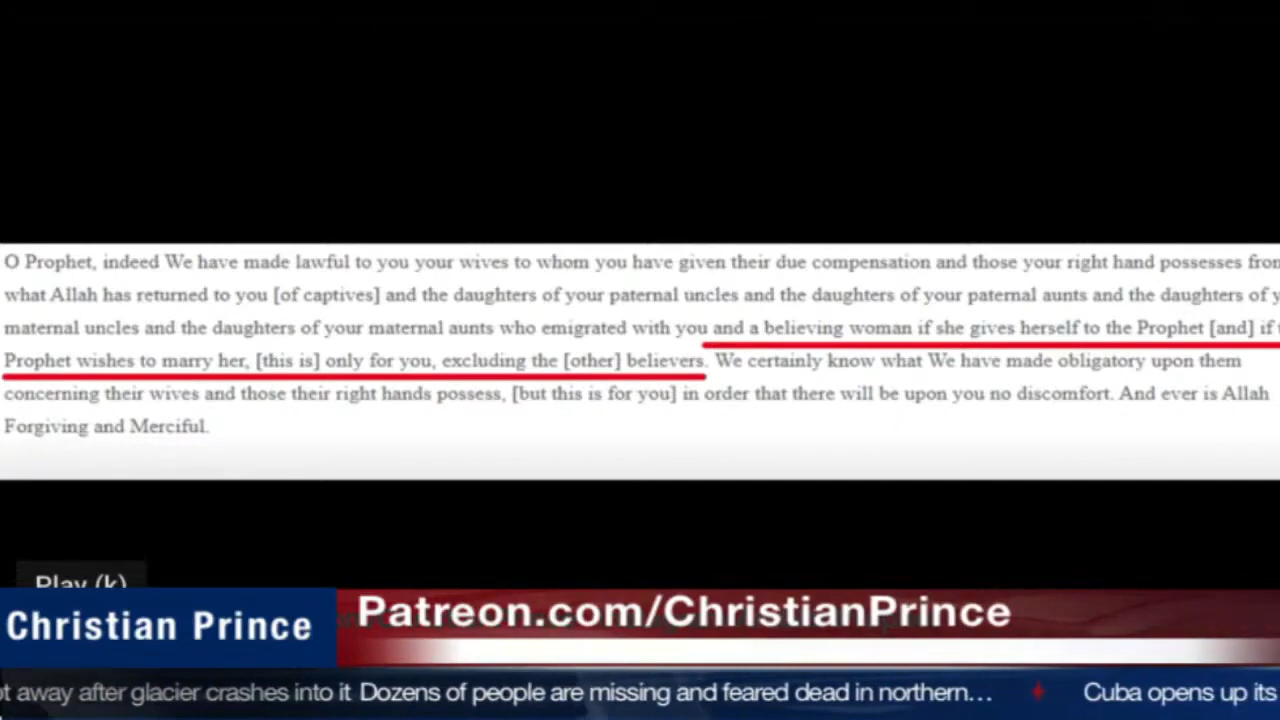 O Prophet, indeed We have made lawful to you your wives to whom you have given their due compensation and those your right hand possesses from
what Allah has returned to you [of captives] and the daughters of your paternal uncles and the daughters of your paternal aunts and the daughters of
maternal uncles and the daughters of your maternal aunts who emigrated with you and a believing woman if she gives herself to the Prophet [and] if
Prophet wishes to marry her, [this is] only for you, excluding the [other] believers. We certainly know what We have made obligatory upon them
concerning their wives and those their right hands possess, [but this is for you] in order that there will be upon you no discomfort. And ever is Allah
Forgiving and Merciful.
Play (k)
Christian Prince
Patreon.com/ChristianPrince
away after glacier crashes into it Dozens of people are missing and feared dead in northern… Cuba opens up its